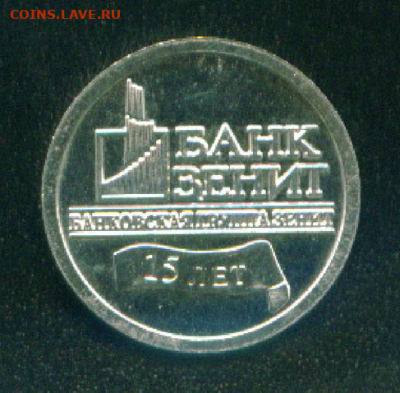 COINS.LAVE.RU
БАНК
ЗЕНИТ
БАНКОВСКАЯ ГРУППА ЗЕНИТ
15 ЛЕТ